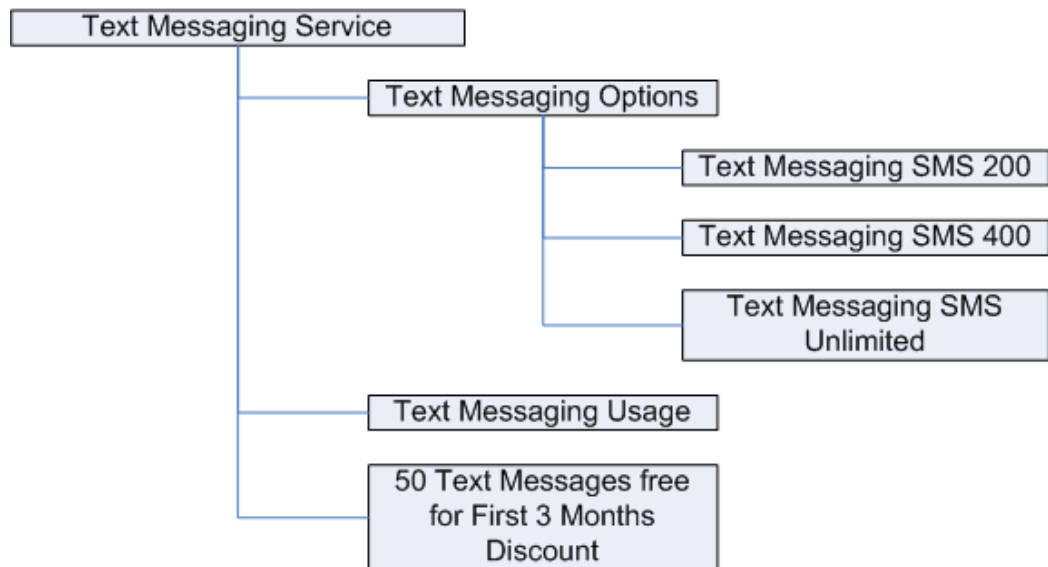 Text Messaging Service
Text Messaging Options
Text Messaging SMS 200
Text Messaging SMS 400
Text Messaging SMS
Unlimited
Text Messaging Usage
50 Text Messages free
for First 3 Months
Discount